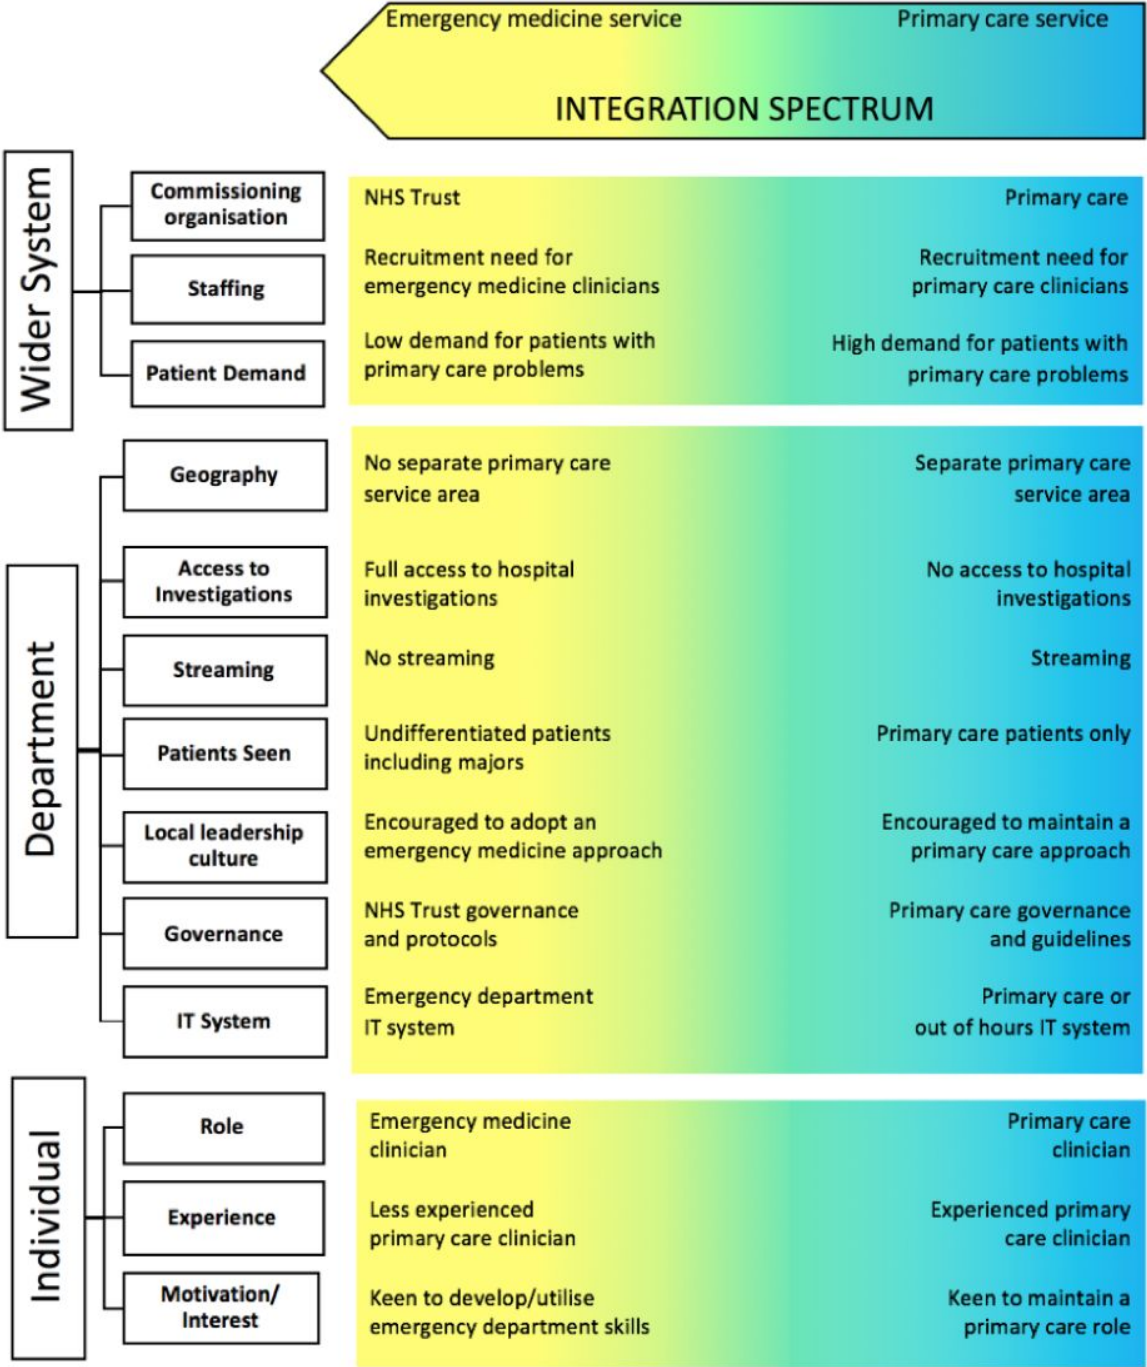 Emergency medicine service
Primary care service
INTEGRATION SPECTRUM
Wider System
Commissioning
organisation
NHS Trust
Primary care
Staffing
Recruitment need for
emergency medicine clinicians
Recruitment need for
primary care clinicians
Patient Demand
Low demand for patients with
primary care problems
High demand for patients with
primary care problems
Department
Geography
No separate primary care
service area
Separate primary care
service area
Access to
Investigations
Full access to hospital
investigations
No access to hospital
investigations
Streaming
No streaming
Streaming
Patients Seen
Undifferentiated patients
including majors
Primary care patients only
Local leadership
culture
Encouraged to adopt an
emergency medicine approach
Encouraged to maintain a
primary care approach
Governance
NHS Trust governance
and protocols
Primary care governance
and guidelines
IT System
Emergency department
IT system
Primary care or
out of hours IT system
Individual
Role
Emergency medicine
clinician
Primary care
clinician
Experience
Less experienced
primary care clinician
Experienced primary
care clinician
Motivation/
Interest
Keen to develop/utilise
emergency department skills
Keen to maintain a
primary care role